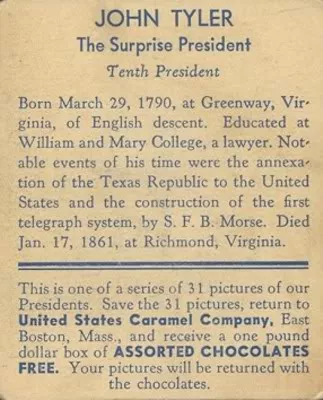 JOHN TYLER
The Surprise President
Tenth President
Born March 29, 1790, at Greenway, Vir-
ginia, of English descent. Educated at
William and Mary College, a lawyer. Not-
able events of his time were the annexa-
tion of the Texas Republic to the United
States and the construction of the first
telegraph system, by S. F. B. Morse. Died
Jan. 17, 1861, at Richmond, Virginia.
This is one of a series of 31 pictures of our
Presidents. Save the 31 pictures, return to
United States Caramel Company, East
Boston, Mass., and receive a one pound
dollar box of ASSORTED CHOCOLATES
FREE. Your pictures will be returned with
the chocolates.